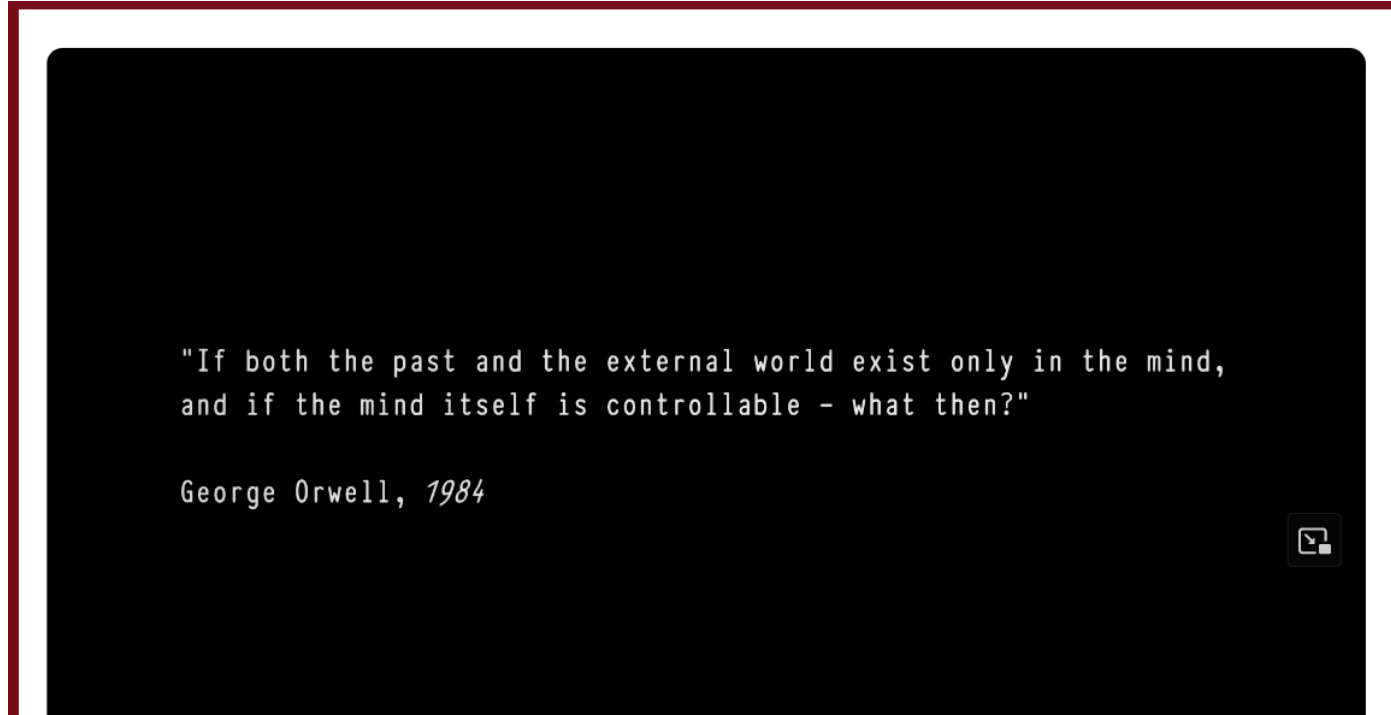 "If both the past and the external world exist only in the mind,
and if the mind itself is controllable – what then?"
George Orwell, 1984